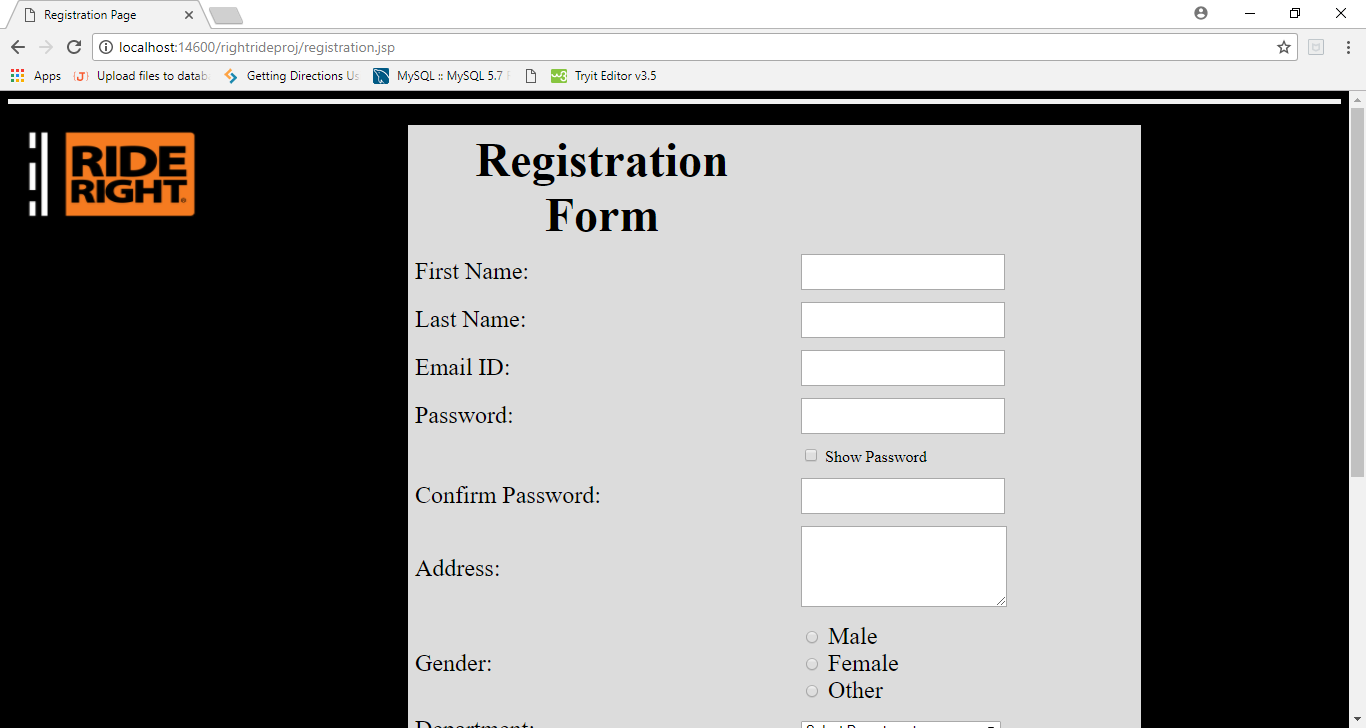 Registration Page
localhost:14600/rightrideproj/registration.jsp
Apps Upload files to datab Getting Directions Us MySQL :: MySQL 5.7 Tryit Editor v3.5
RIDE
RIGHT
Registration
Form
First Name:
Last Name:
Email ID:
Password:
Show Password
Confirm Password:
Address:
Male
Gender:
Female
Other
Department: